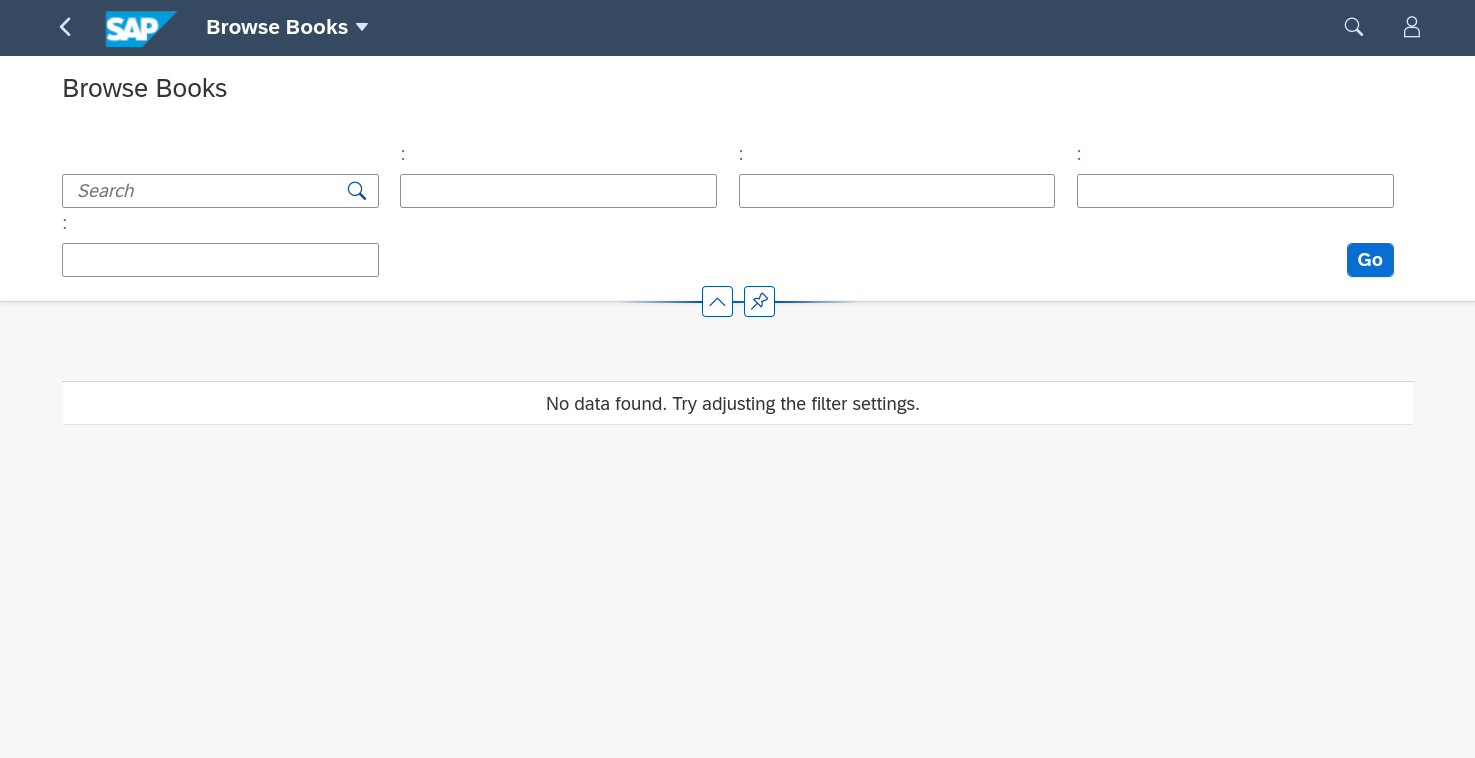 SAP
Browse Books
Browse Books
: : :
Search
:
Go
No data found. Try adjusting the filter settings.